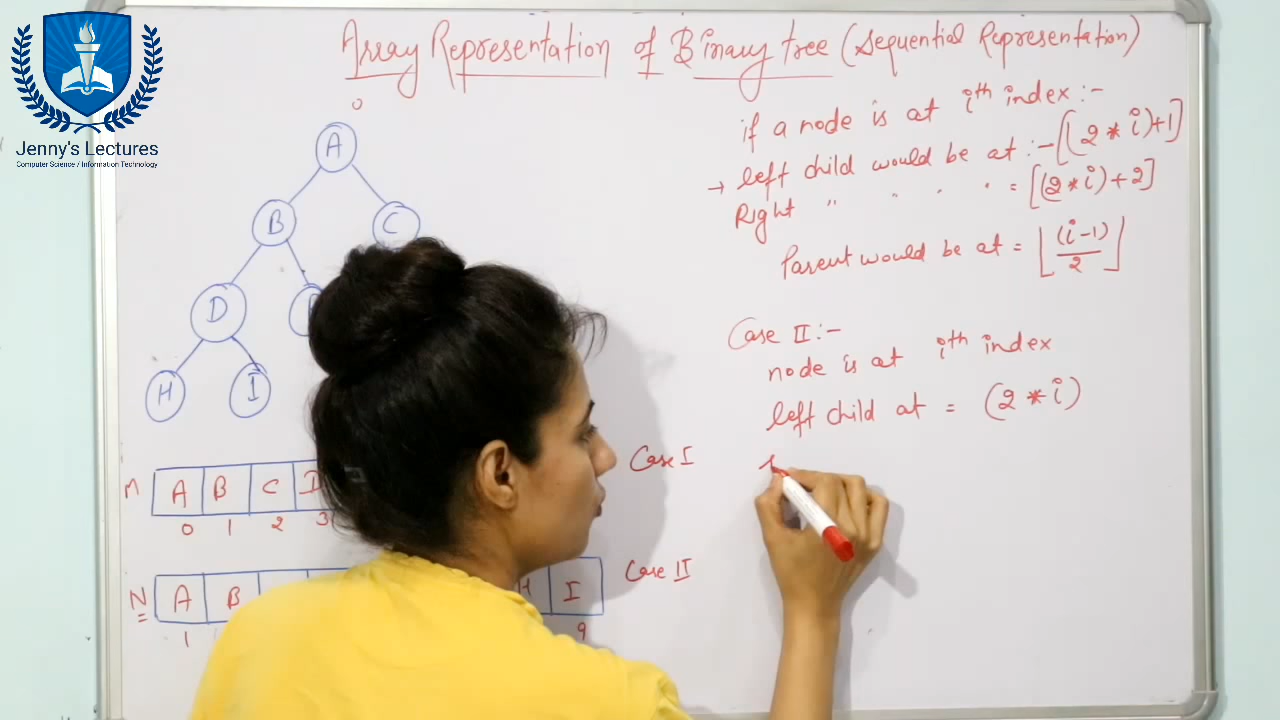 Array Representation of Binary tree (Sequential Representation)
Jenny's Lectures
Computer Science / Information Technology
0
A
B
C
D
H
I
if a node is at ith index :-
→ left child would be at :- [(2 * i)+1]
Right " " " " = [(2*i)+2]
Parent would be at = ⌊(i-1)/2⌋
Case II :-
node is at ith index
left child at = (2 * i)
A B C D Case I
0 1 2 3
N A B H I Case II
1 9